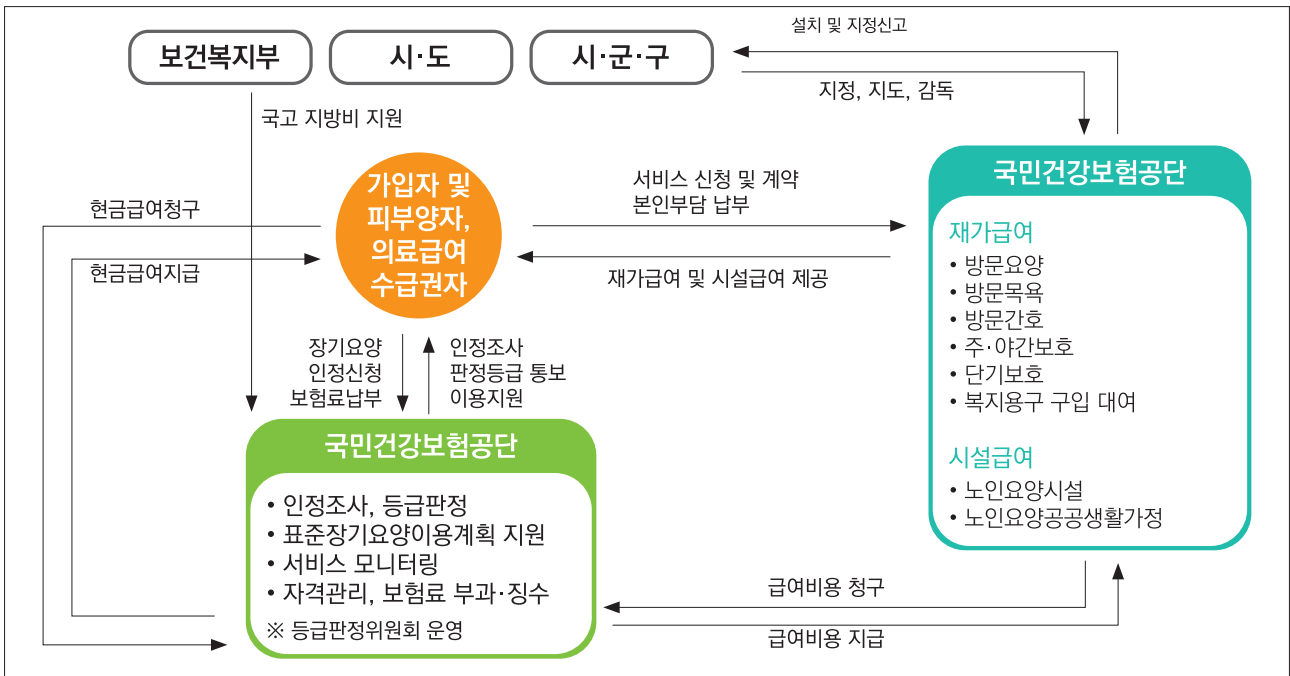 보건복지부
시·도
시·군·구
설치 및 지정신고
지정, 지도, 감독
국고 지방비 지원
가입자 및
피부양자,
의료급여
수급권자
현금급여청구
현금급여지급
서비스 신청 및 계약
본인부담 납부
재가급여 및 시설급여 제공
국민건강보험공단
재가급여
• 방문요양
• 방문목욕
• 방문간호
• 주·야간보호
• 단기보호
• 복지용구 구입 대여
시설급여
• 노인요양시설
• 노인요양공공생활가정
장기요양
인정신청
보험료납부
인정조사
판정등급 통보
이용지원
국민건강보험공단
• 인정조사, 등급판정
• 표준장기요양이용계획 지원
• 서비스 모니터링
• 자격관리, 보험료 부과·징수
※ 등급판정위원회 운영
급여비용 청구
급여비용 지급